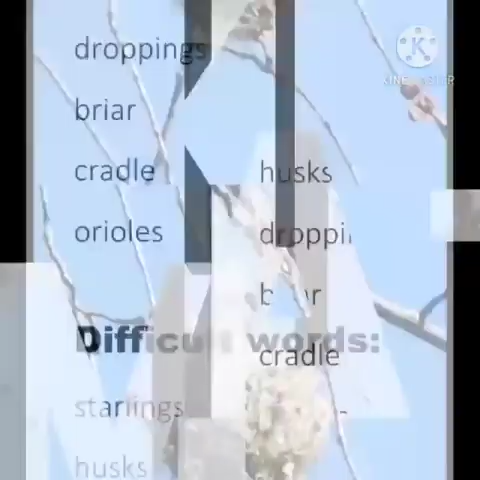 droppings
briar
cradle
orioles
husks
cradle
Difficult words:
starlings
husks